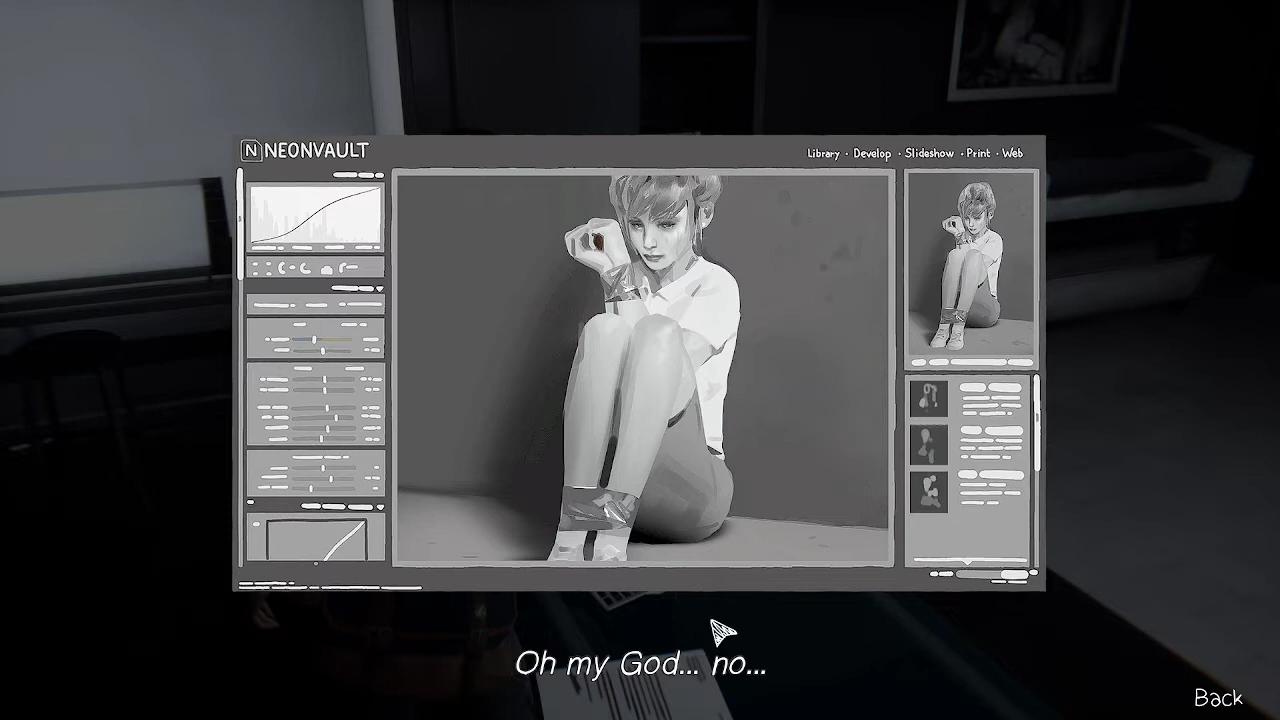 N NEONVAULT
Library · Develop · Slideshow · Print · Web
Oh my God... no...
Back